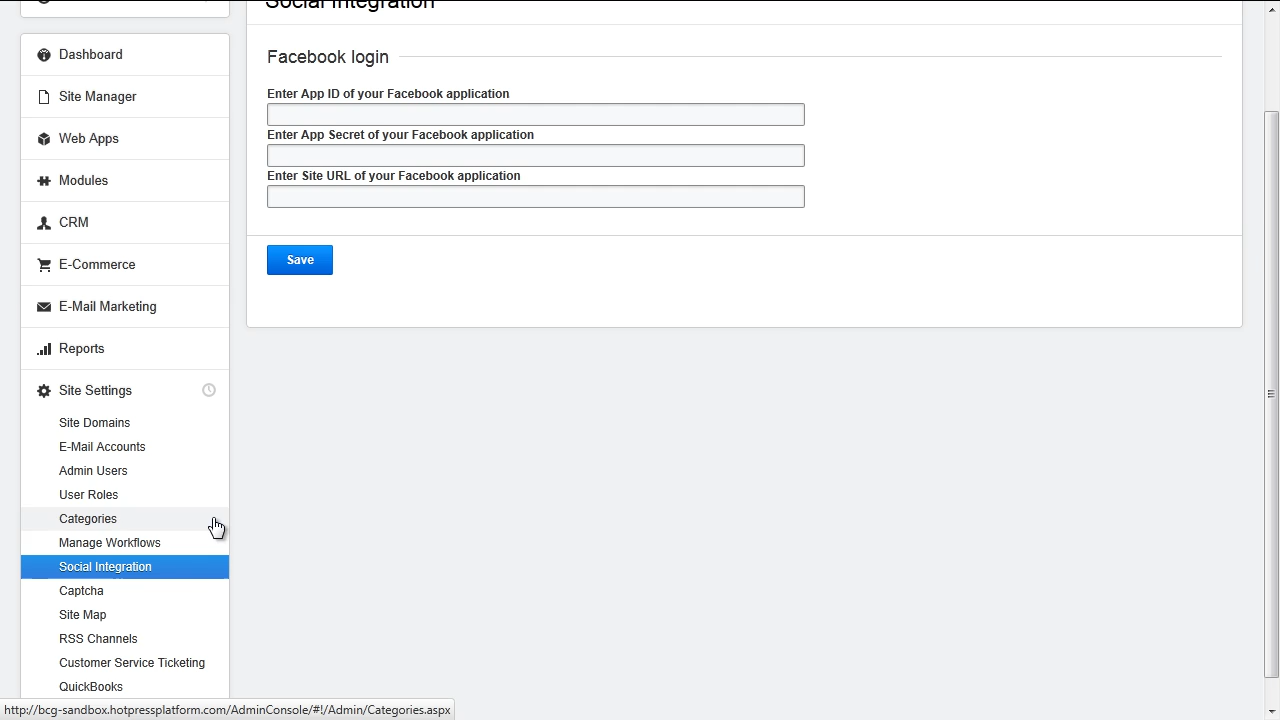 Social Integration
Dashboard
Site Manager
Web Apps
Modules
CRM
E-Commerce
E-Mail Marketing
Reports
Site Settings
Site Domains
E-Mail Accounts
Admin Users
User Roles
Categories
Manage Workflows
Social Integration
Captcha
Site Map
RSS Channels
Customer Service Ticketing
QuickBooks
Facebook login
Enter App ID of your Facebook application
Enter App Secret of your Facebook application
Enter Site URL of your Facebook application
Save
http://bcg-sandbox.hotpressplatform.com/AdminConsole/#!/Admin/Categories.aspx